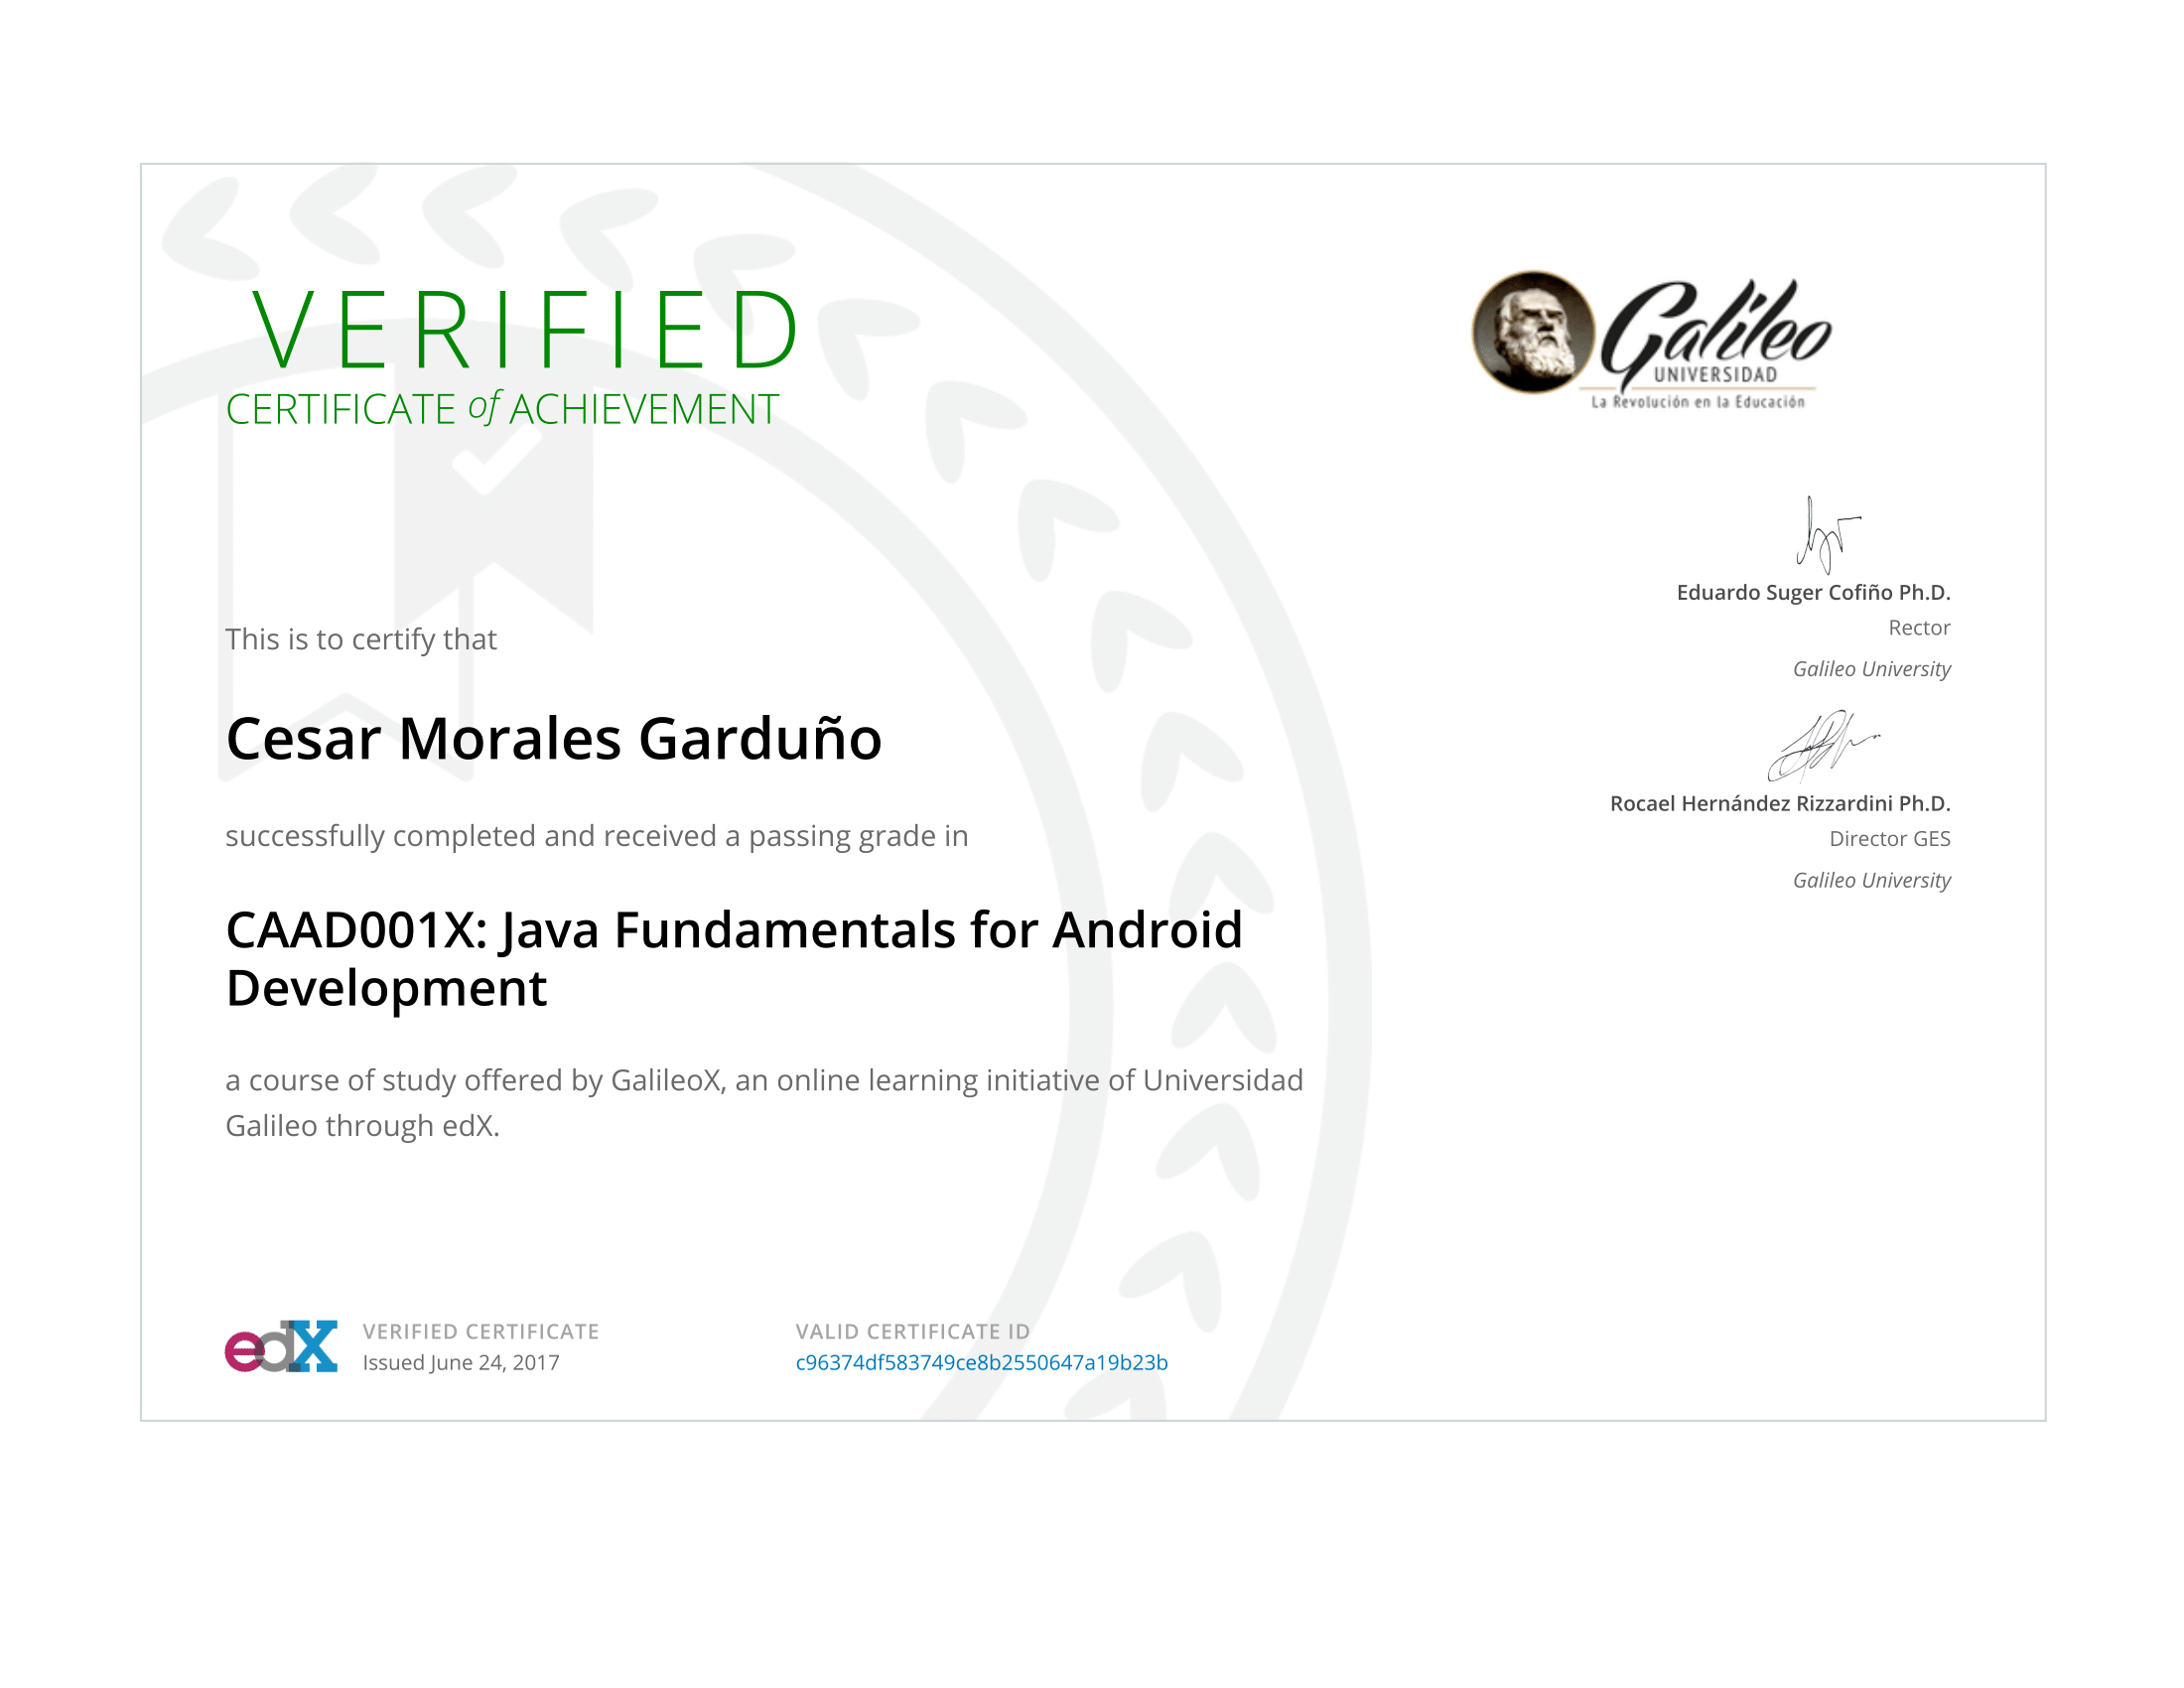 VERIFIED
CERTIFICATE of ACHIEVEMENT
This is to certify that
Cesar Morales Garduño
successfully completed and received a passing grade in
CAAD001X: Java Fundamentals for Android
Development
a course of study offered by GalileoX, an online learning initiative of Universidad
Galileo through edX.
Galileo
UNIVERSIDAD
La Revolución en la Educación
Eduardo Suger Cofiño Ph.D.
Rector
Galileo University
Rocael Hernández Rizzardini Ph.D.
Director GES
Galileo University
edX
VERIFIED CERTIFICATE
Issued June 24, 2017
VALID CERTIFICATE ID
c96374df583749ce8b2550647a19b23b